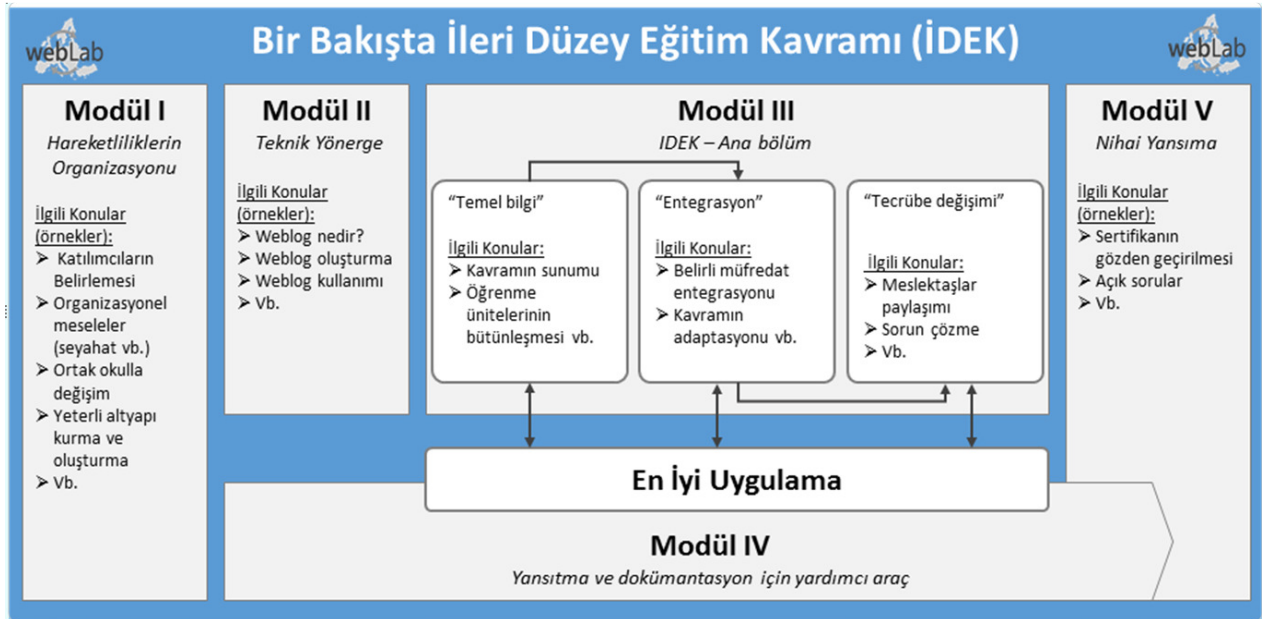 webLab
Bir Bakışta İleri Düzey Eğitim Kavramı (İDEK)
webLab
Modül I
Hareketliliklerin
Organizasyonu
İlgili Konular
(örnekler):
➢ Katılımcıların
Belirlemesi
➢ Organizasyonel
meseleler
(seyahat vb.)
➢ Ortak okulla
değişim
➢ Yeterli altyapı
kurma ve
oluşturma
➢ Vb.
Modül II
Teknik Yönerge
İlgili Konular
(örnekler):
➢ Weblog nedir?
➢ Weblog oluşturma
➢ Weblog kullanımı
➢ Vb.
Modül III
IDEK – Ana bölüm
“Temel bilgi”
İlgili Konular:
➢ Kavramın sunumu
➢ Öğrenme
ünitelerinin
bütünleşmesi vb.
“Entegrasyon”
İlgili Konular:
➢ Belirli müfredat
entegrasyonu
➢ Kavramın
adaptasyonu vb.
“Tecrübe değişimi”
İlgili Konular:
➢ Meslektaşlar
paylaşımı
➢ Sorun çözme
➢ Vb.
En İyi Uygulama
Modül IV
Yansıtma ve dokümantasyon için yardımcı araç
Modül V
Nihai Yansıma
İlgili Konular
(örnekler):
➢ Sertifikanın
gözden geçirilmesi
➢ Açık sorular
➢ Vb.